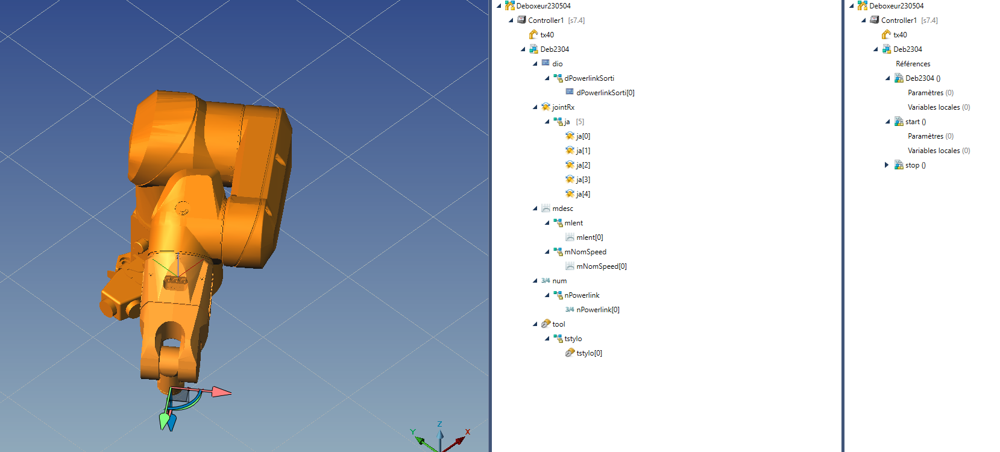 Deboxeur230504
Controller1 [s7.4]
tx40
Deb2304
dio
dPowerlinkSorti
dPowerlinkSorti[0]
jointRx
ja [5]
ja[0]
ja[1]
ja[2]
ja[3]
ja[4]
mdesc
mlent
mlent[0]
mNomSpeed
mNomSpeed[0]
3/4 num
nPowerlink
3/4 nPowerlink[0]
tool
tstylo
tstylo[0]
Deboxeur230504
Controller1 [s7.4]
tx40
Deb2304
Références
Deb2304 ()
Paramètres (0)
Variables locales (0)
start ()
Paramètres (0)
Variables locales (0)
stop ()
Z
Y
X